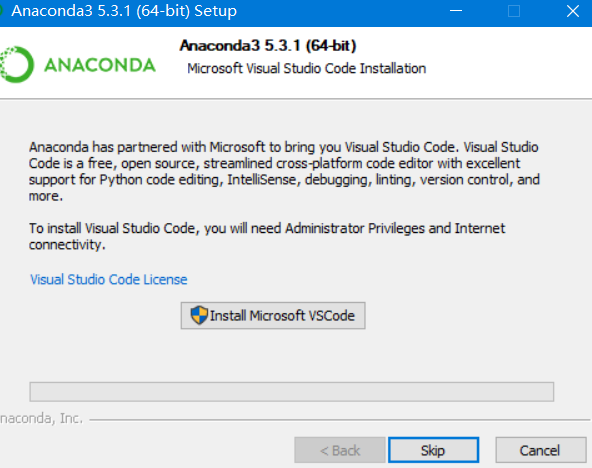 Anaconda3 5.3.1 (64-bit) Setup
ANACONDA
Anaconda3 5.3.1 (64-bit)
Microsoft Visual Studio Code Installation
Anaconda has partnered with Microsoft to bring you Visual Studio Code. Visual Studio
Code is a free, open source, streamlined cross-platform code editor with excellent
support for Python code editing, IntelliSense, debugging, linting, version control, and
more.
To install Visual Studio Code, you will need Administrator Privileges and Internet
connectivity.
Visual Studio Code License
Install Microsoft VSCode
naconda, Inc.
< Back
Skip
Cancel